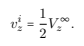 $v_z^i = \frac{1}{2} V_z^\infty.$